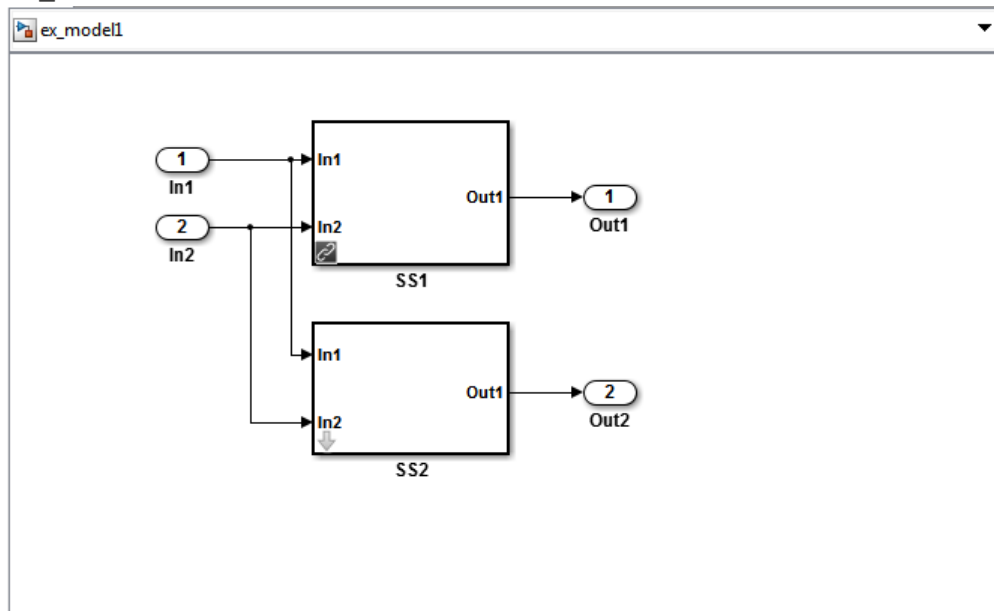 ex_model1
1
In1
2
In2
In1
In2
Out1
SS1
1
Out1
In1
In2
Out1
SS2
2
Out2